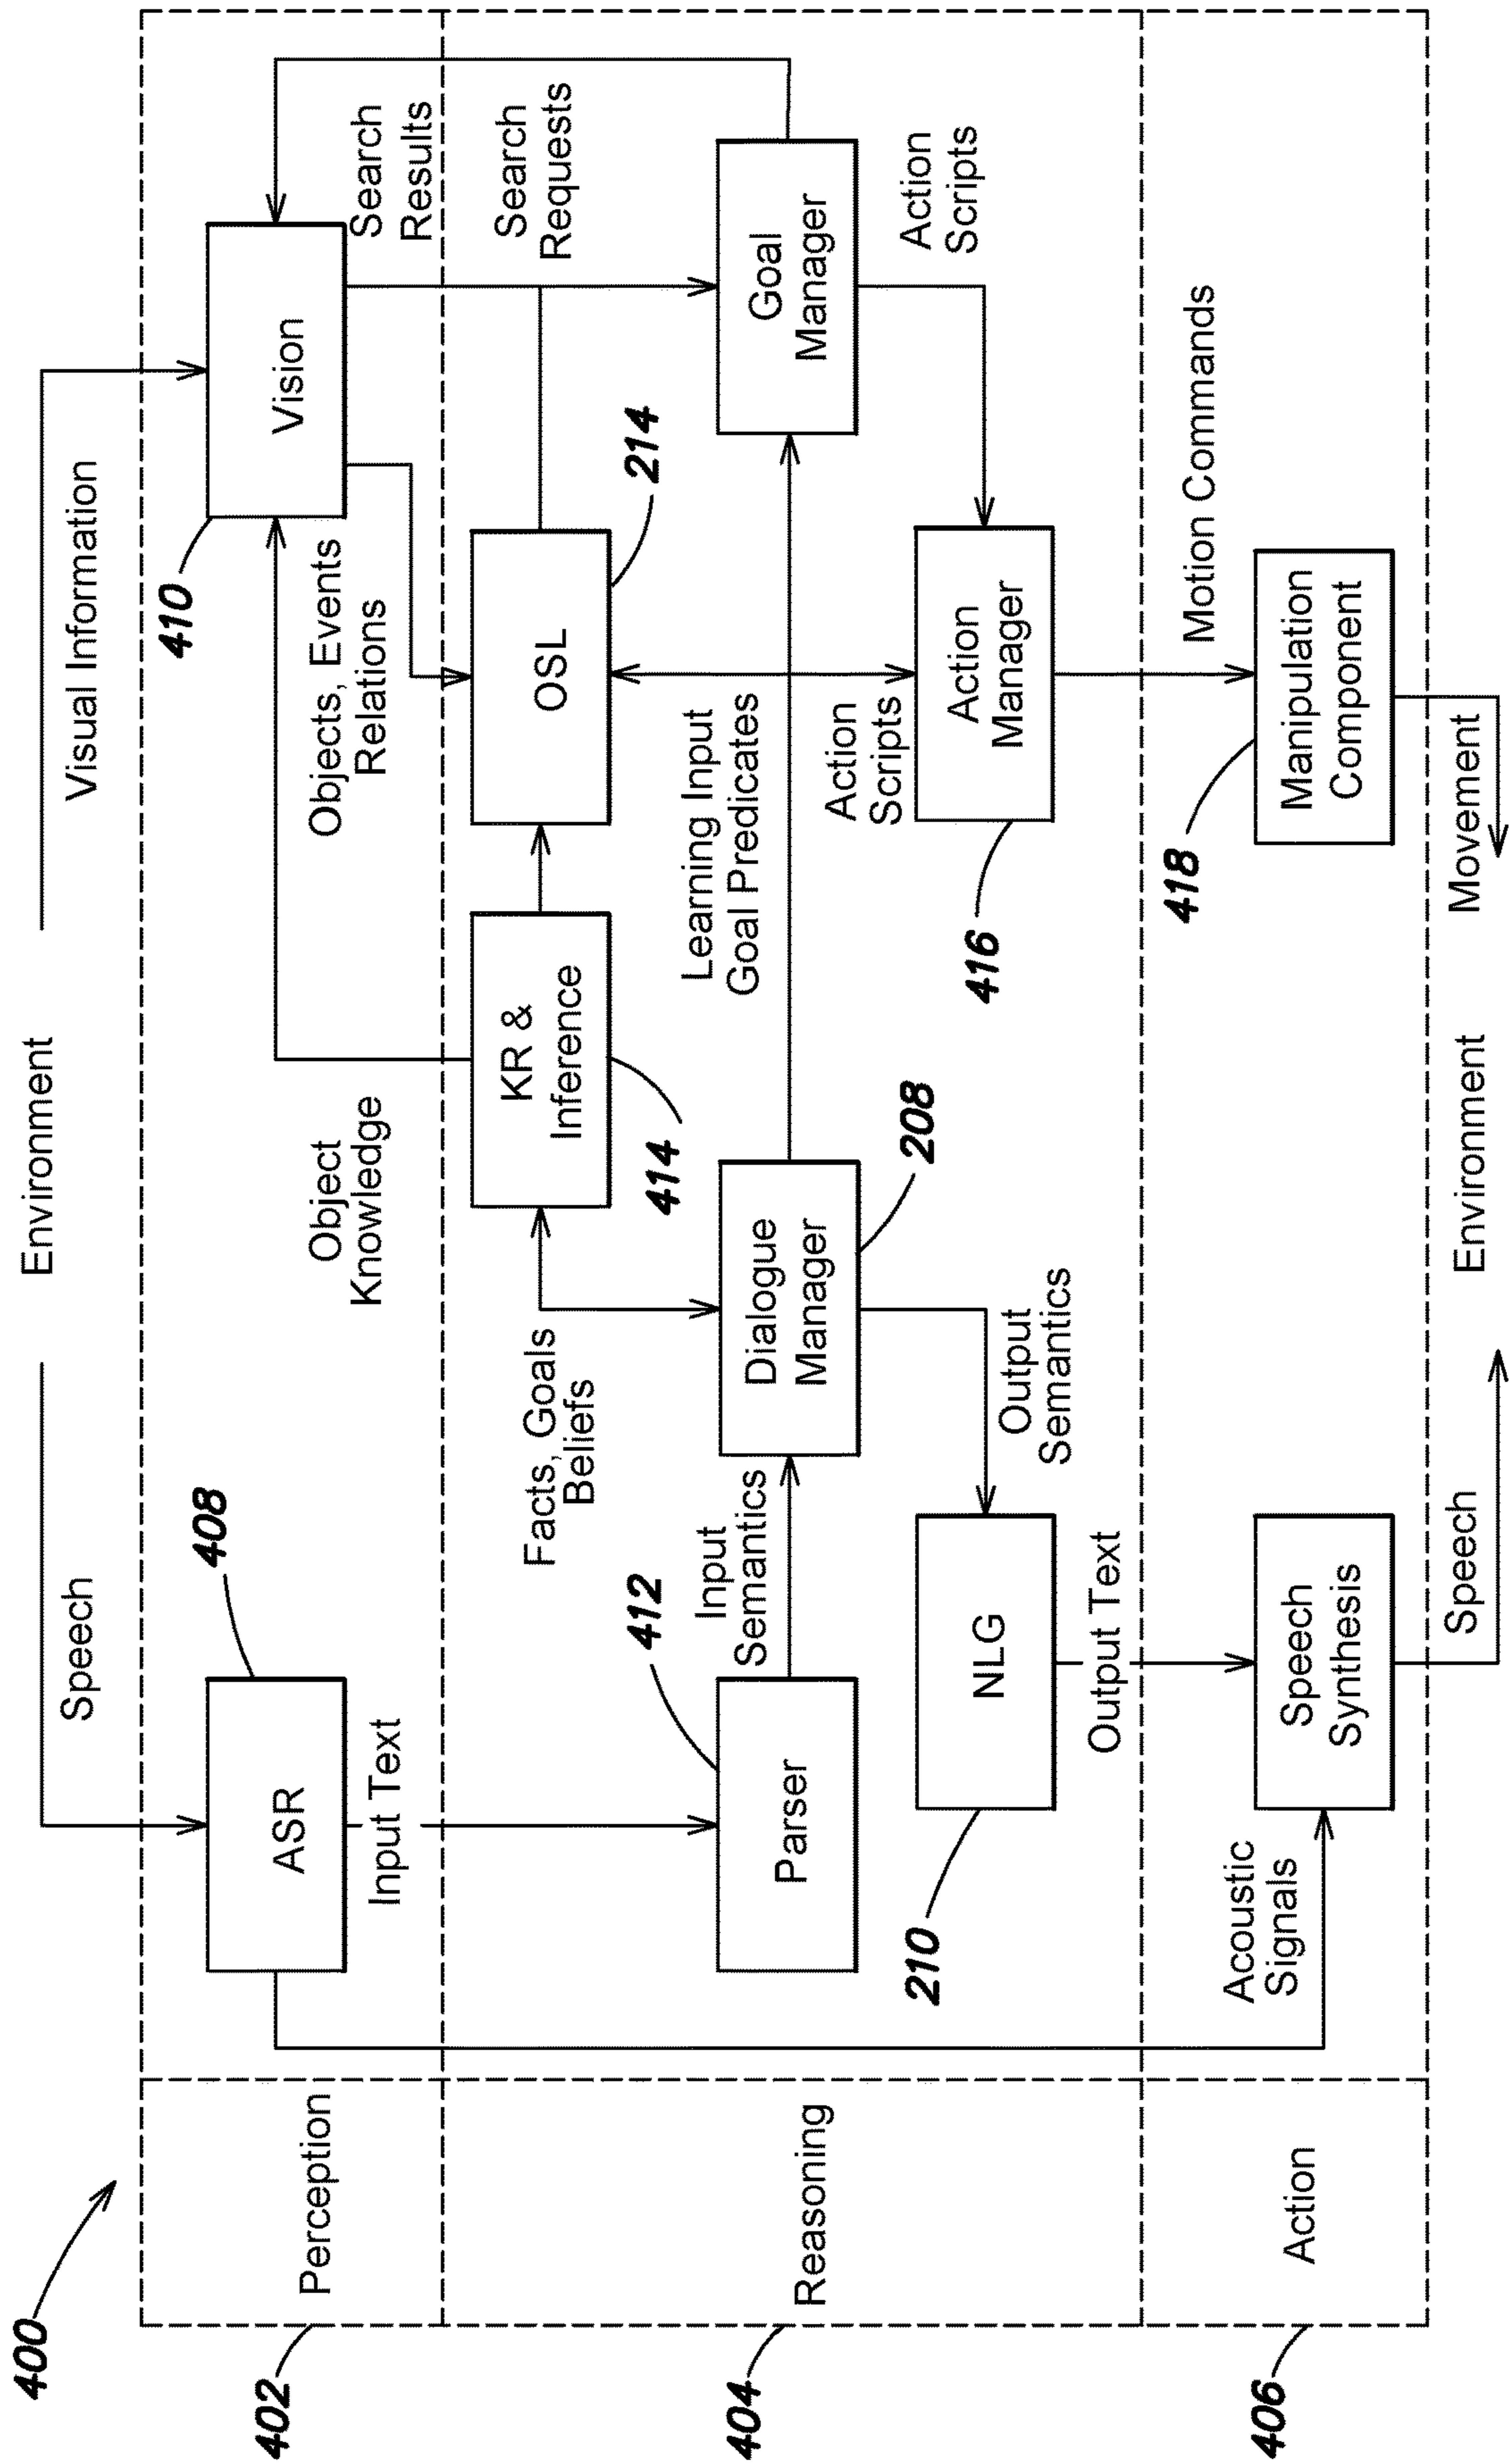 400
Environment
Speech
Visual Information
402
Perception
408
ASR
410
Vision
Input Text
Object
Knowledge
Objects, Events
Relations
Search
Results
404
Reasoning
Facts, Goals
Beliefs
KR &
Inference
414
OSL
214
Search
Requests
412
Parser
Input
Semantics
Dialogue
Manager
208
Learning Input
Goal Predicates
Goal
Manager
210
NLG
Output
Semantics
Action
Scripts
Action
Manager
416
Action
Scripts
Output Text
Motion Commands
406
Action
Acoustic
Signals
Speech
Synthesis
418
Manipulation
Component
Speech
Environment
Movement